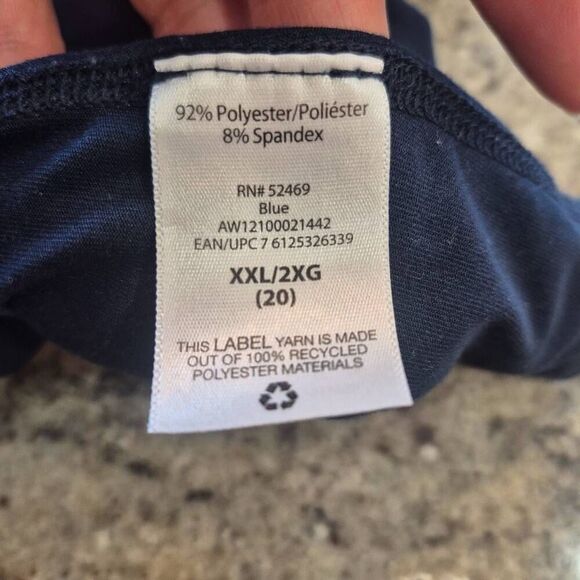 92% Polyester/Poliéster
8% Spandex
RN# 52469
Blue
AW12100021442
EAN/UPC 7 6125326339
XXL/2XG
(20)
THIS LABEL YARN IS MADE
OUT OF 100% RECYCLED
POLYESTER MATERIALS